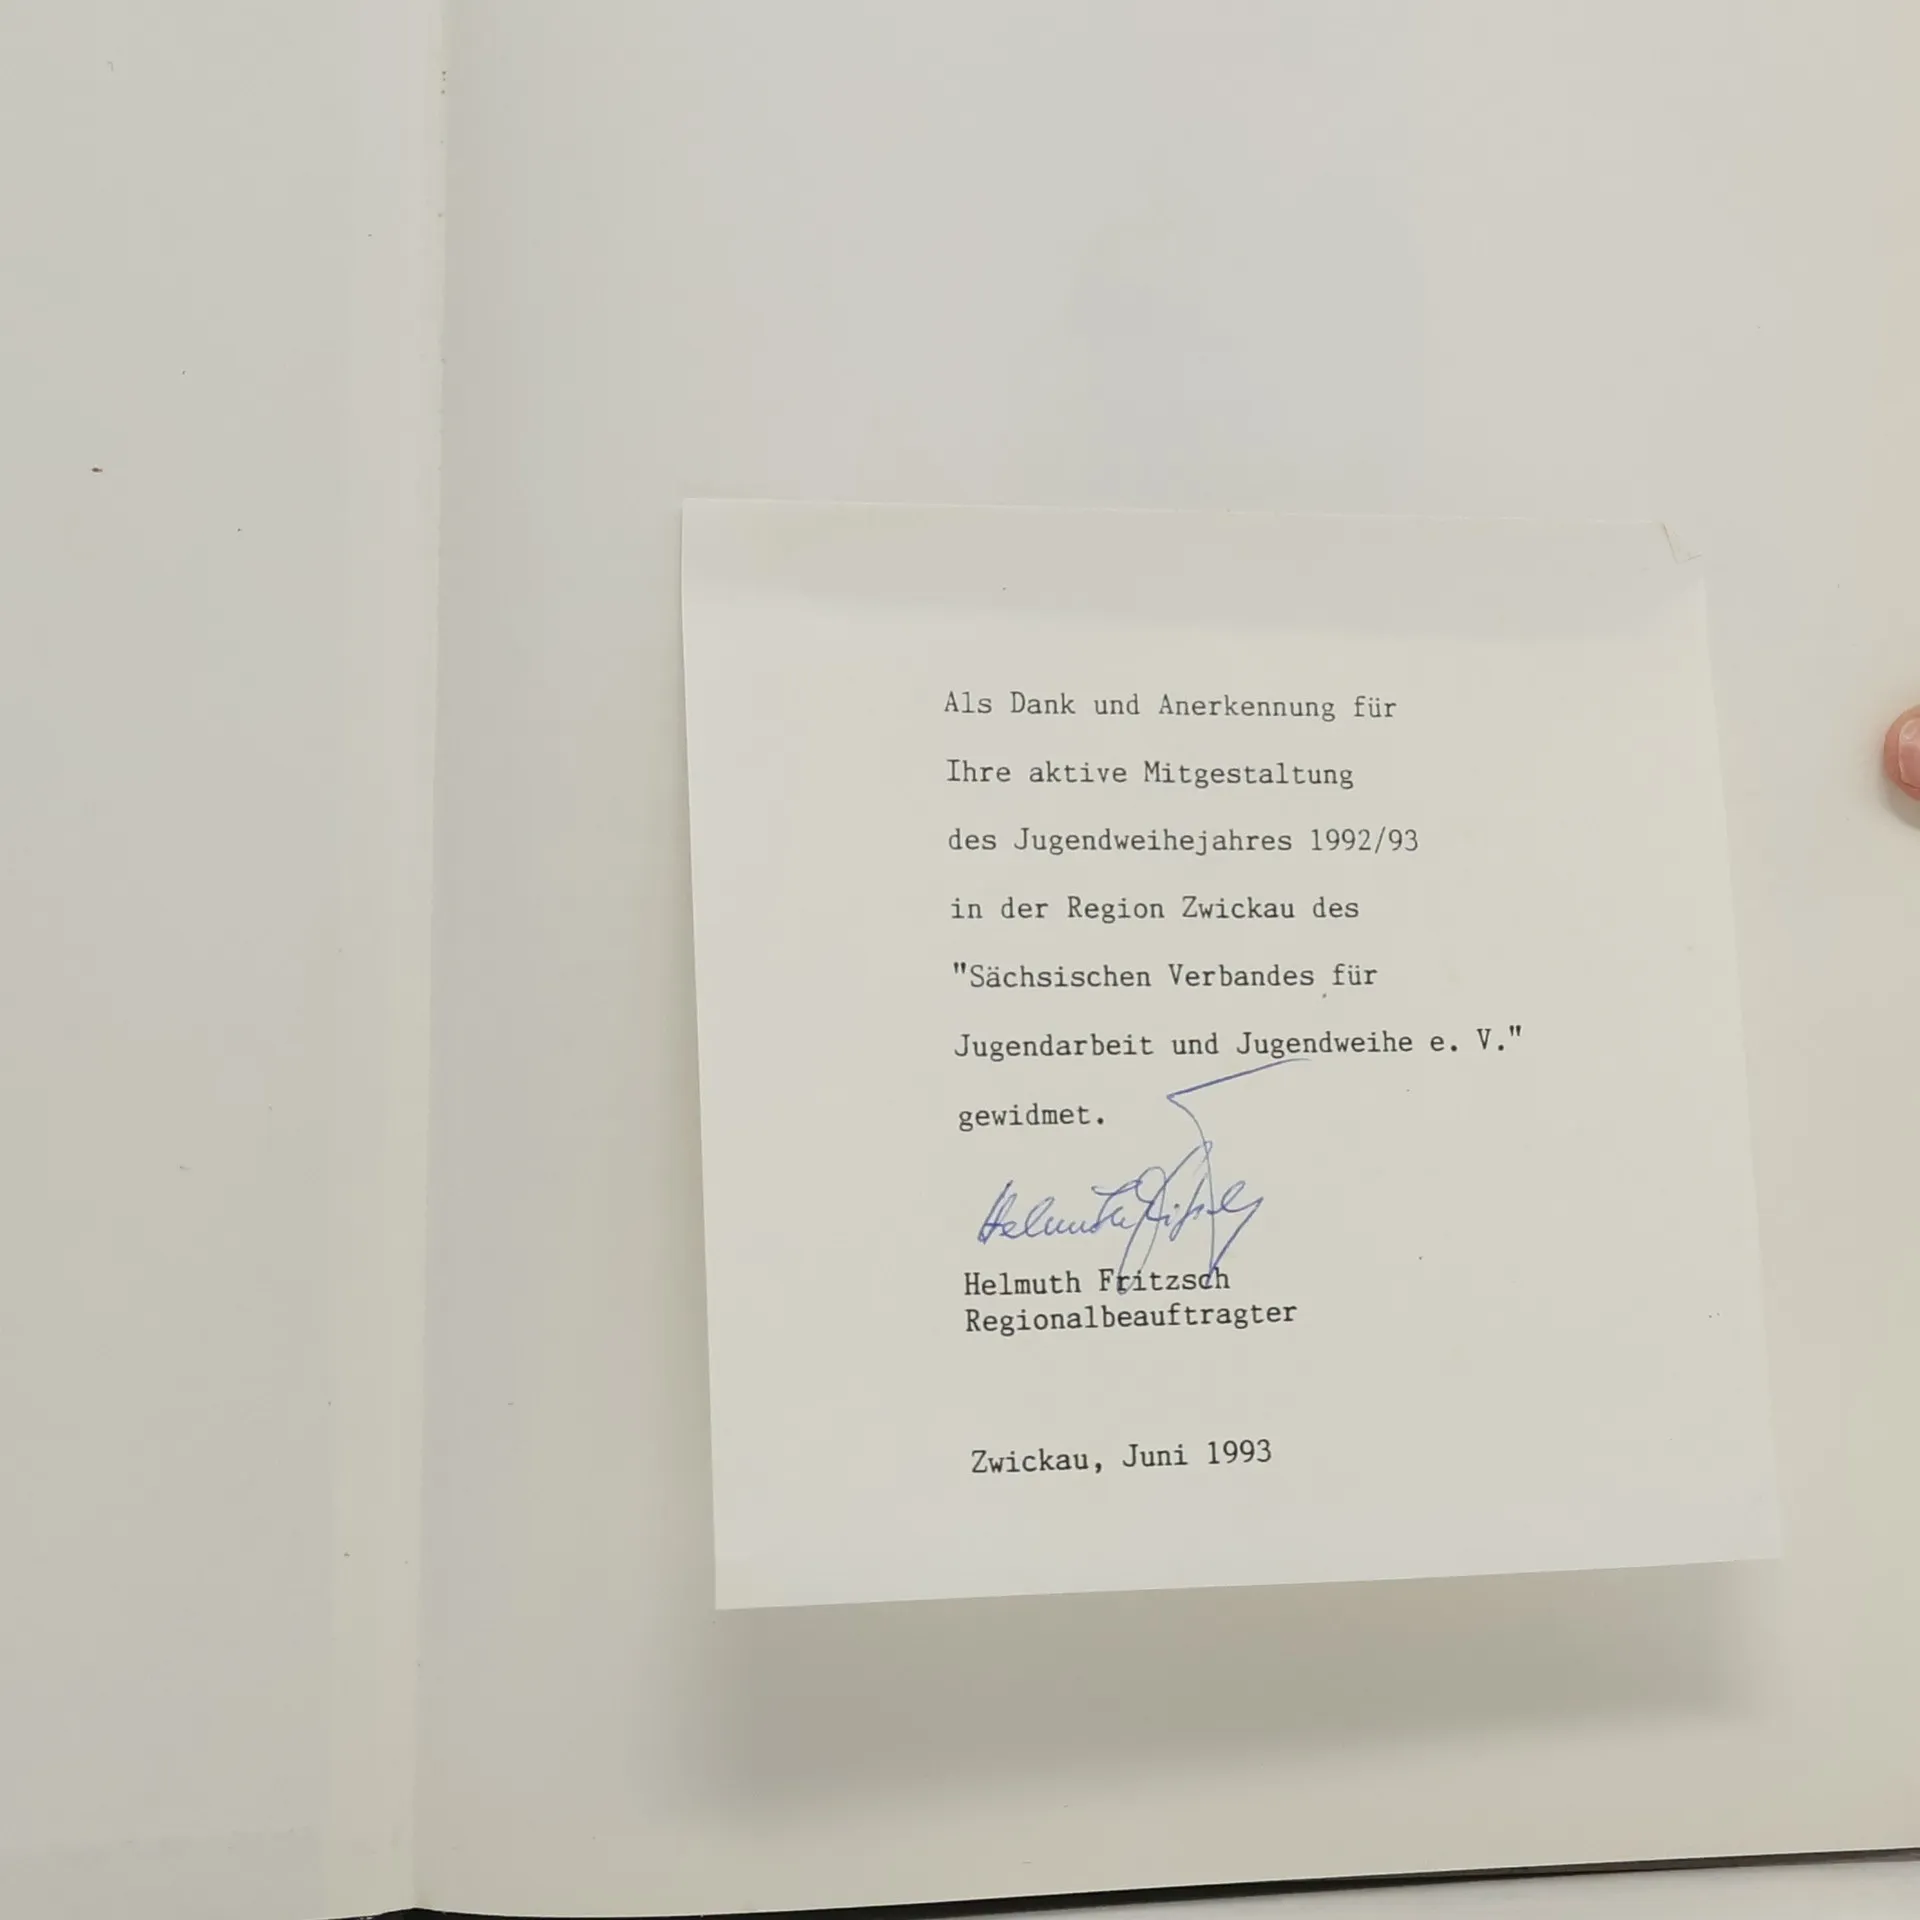 Als Dank und Anerkennung für
Ihre aktive Mitgestaltung
des Jugendweihejahres 1992/93
in der Region Zwickau des
"Sächsischen Verbandes für
Jugendarbeit und Jugendweihe e. V."
gewidmet.
Helmuth Fritzsch
Regionalbeauftragter
Zwickau, Juni 1993